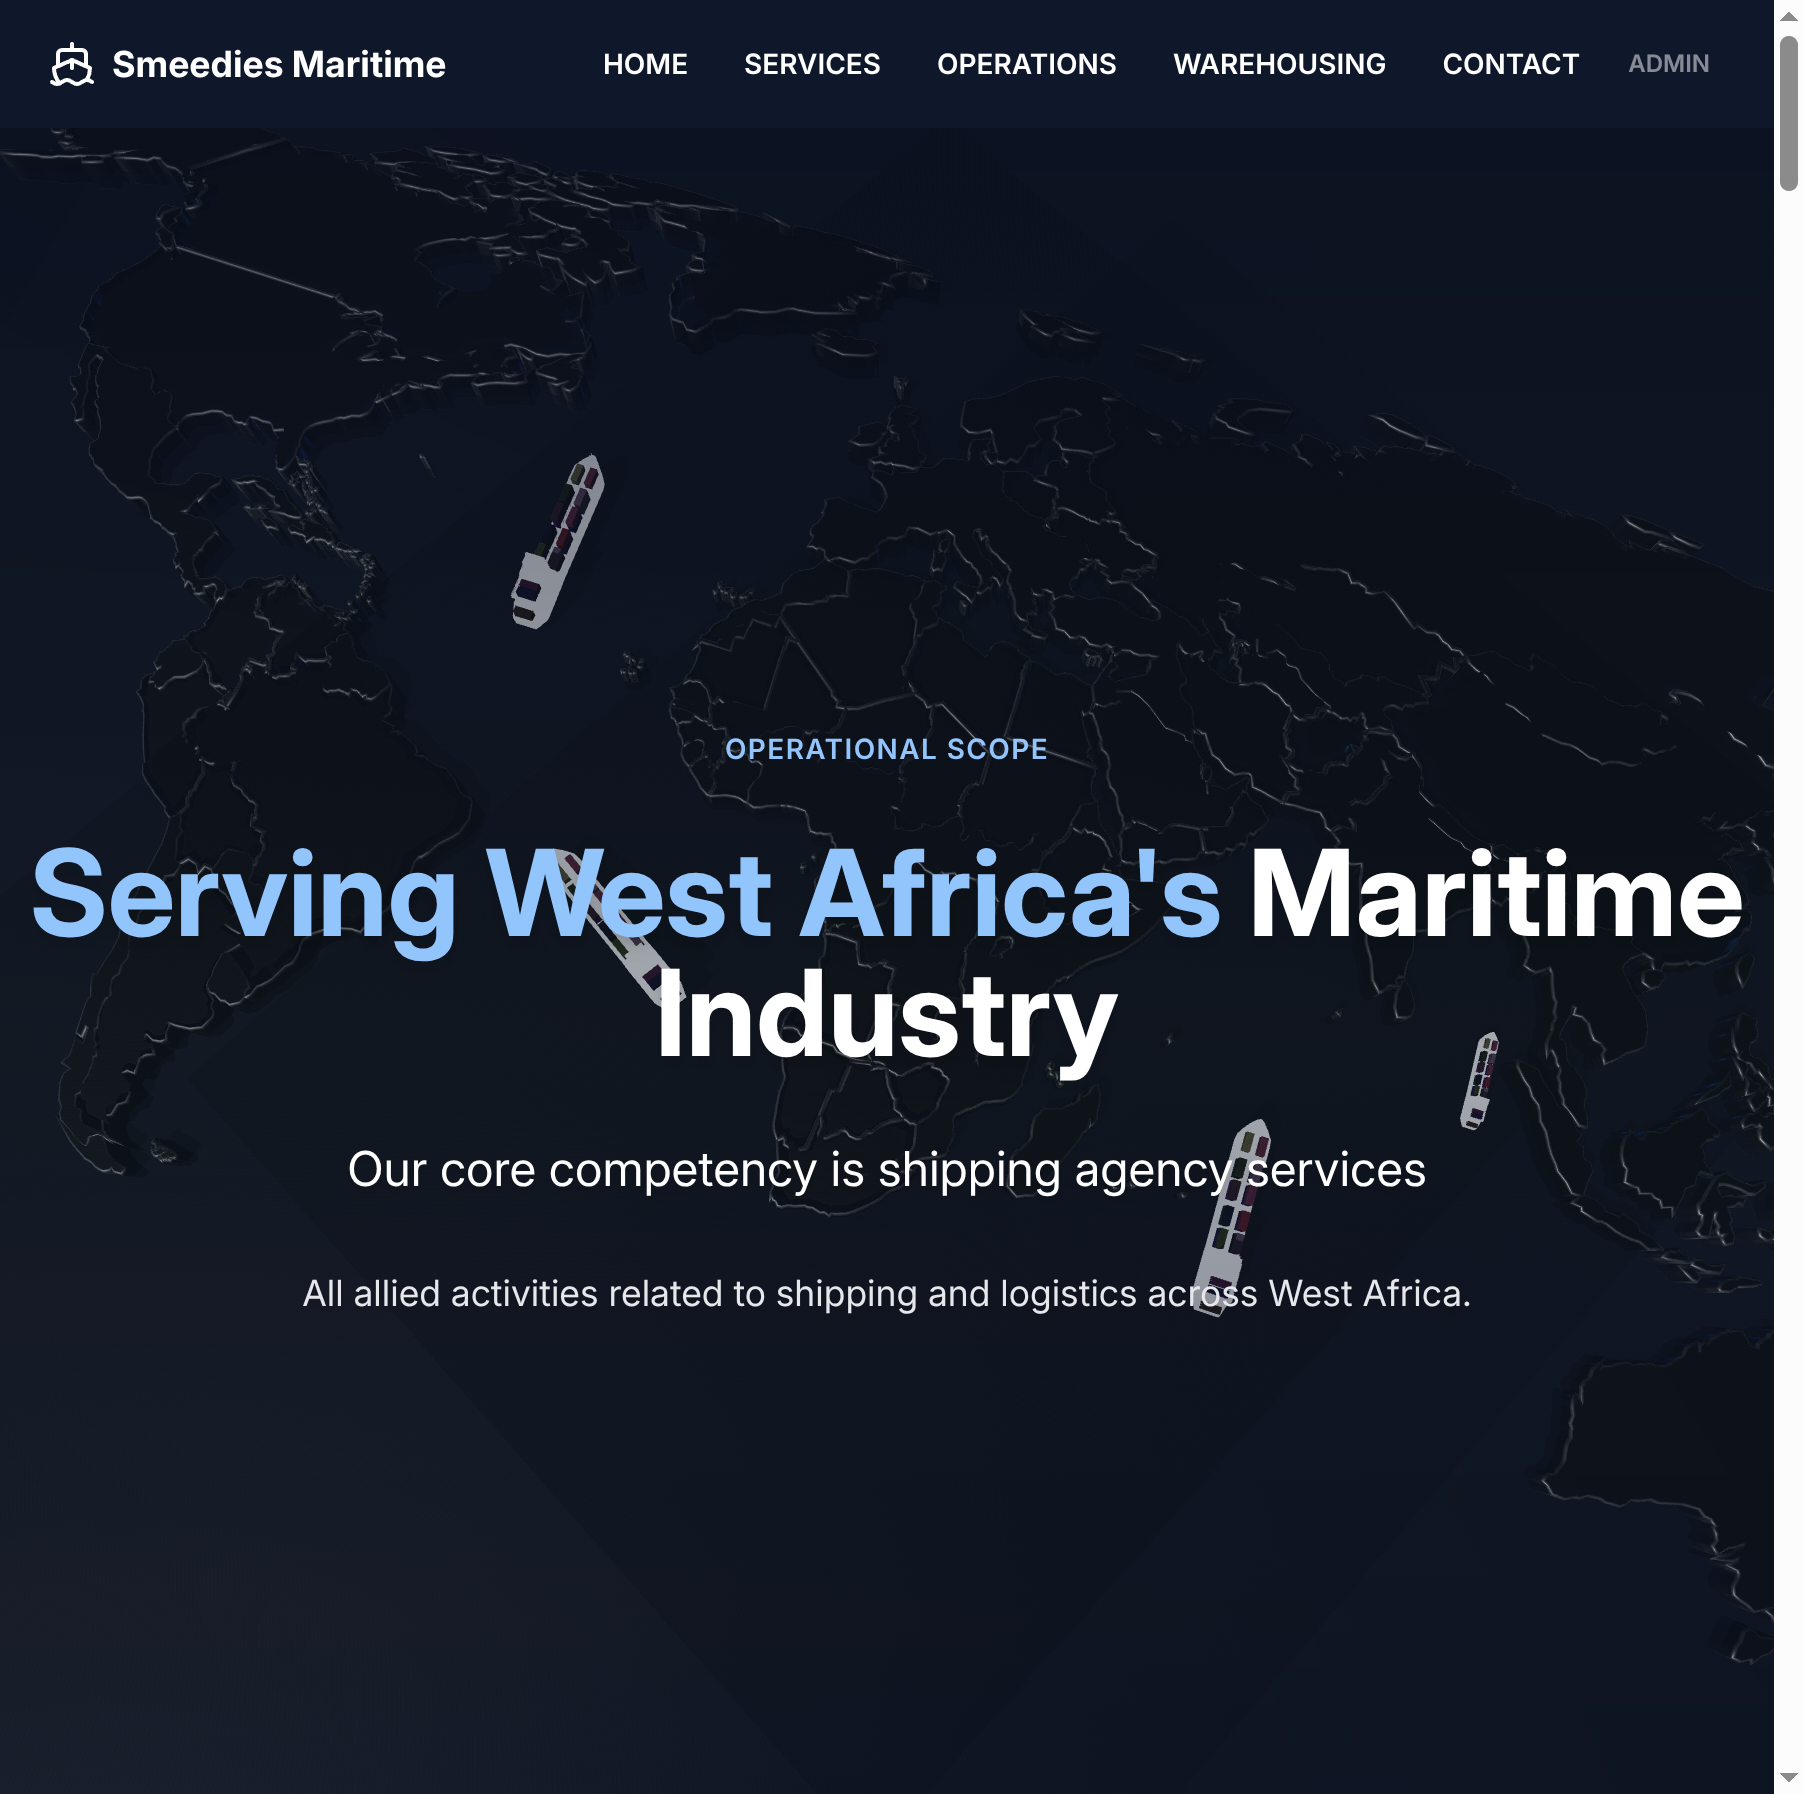 Smeedies Maritime
HOME
SERVICES
OPERATIONS
WAREHOUSING
CONTACT
ADMIN
OPERATIONAL SCOPE
Serving West Africa's Maritime
Industry
Our core competency is shipping agency services
All allied activities related to shipping and logistics across West Africa.